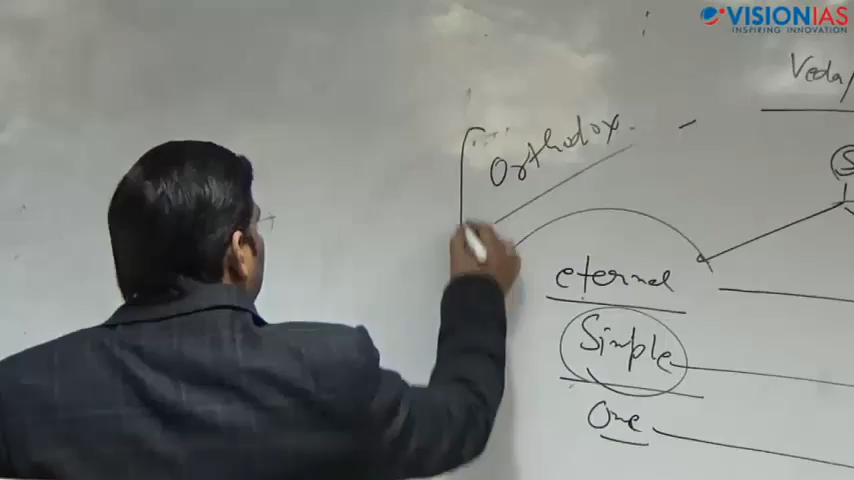 VISIONIAS
INSPIRING INNOVATION
Veda
Orthodox
eternal
Simple
One